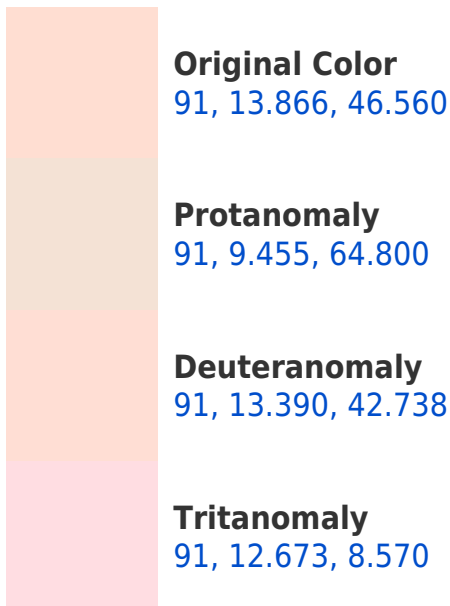 Original Color
91, 13.866, 46.560
Protanomaly
91, 9.455, 64.800
Deuteranomaly
91, 13.390, 42.738
Tritanomaly
91, 12.673, 8.570